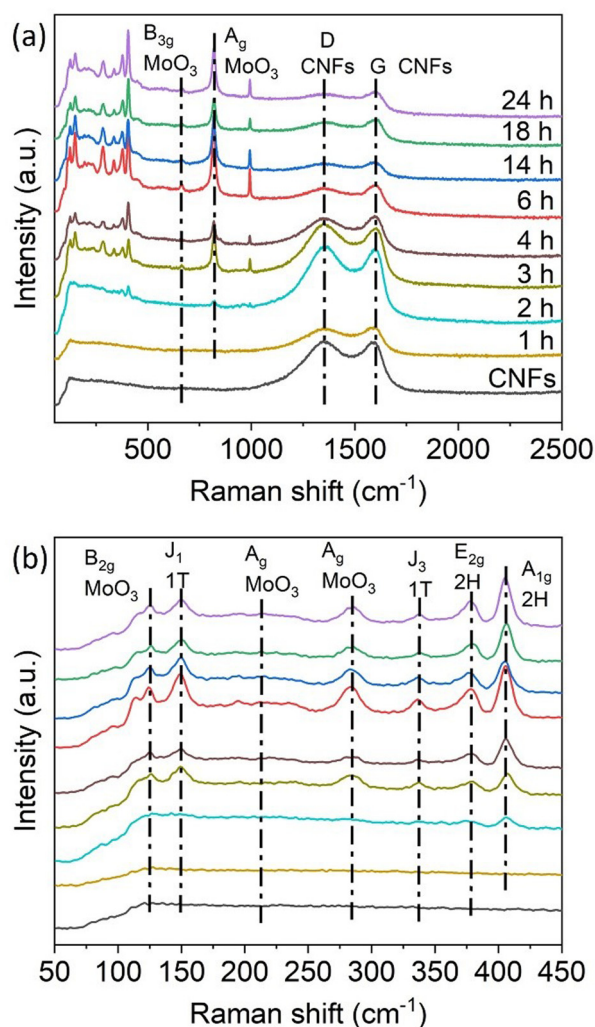 (a)
B₃g Ag D
MoO₃ MoO₃ CNFs G CNFs
24 h
18 h
14 h
6 h
4 h
3 h
2 h
1 h
CNFs
Intensity (a.u.)
500 1000 1500 2000 2500
Raman shift (cm⁻¹)
(b)
B₂g J₁ Ag Ag J₃ E₂g A₁g
MoO₃ 1T MoO₃ MoO₃ 1T 2H 2H
Intensity (a.u.)
50 100 150 200 250 300 350 400 450
Raman shift (cm⁻¹)